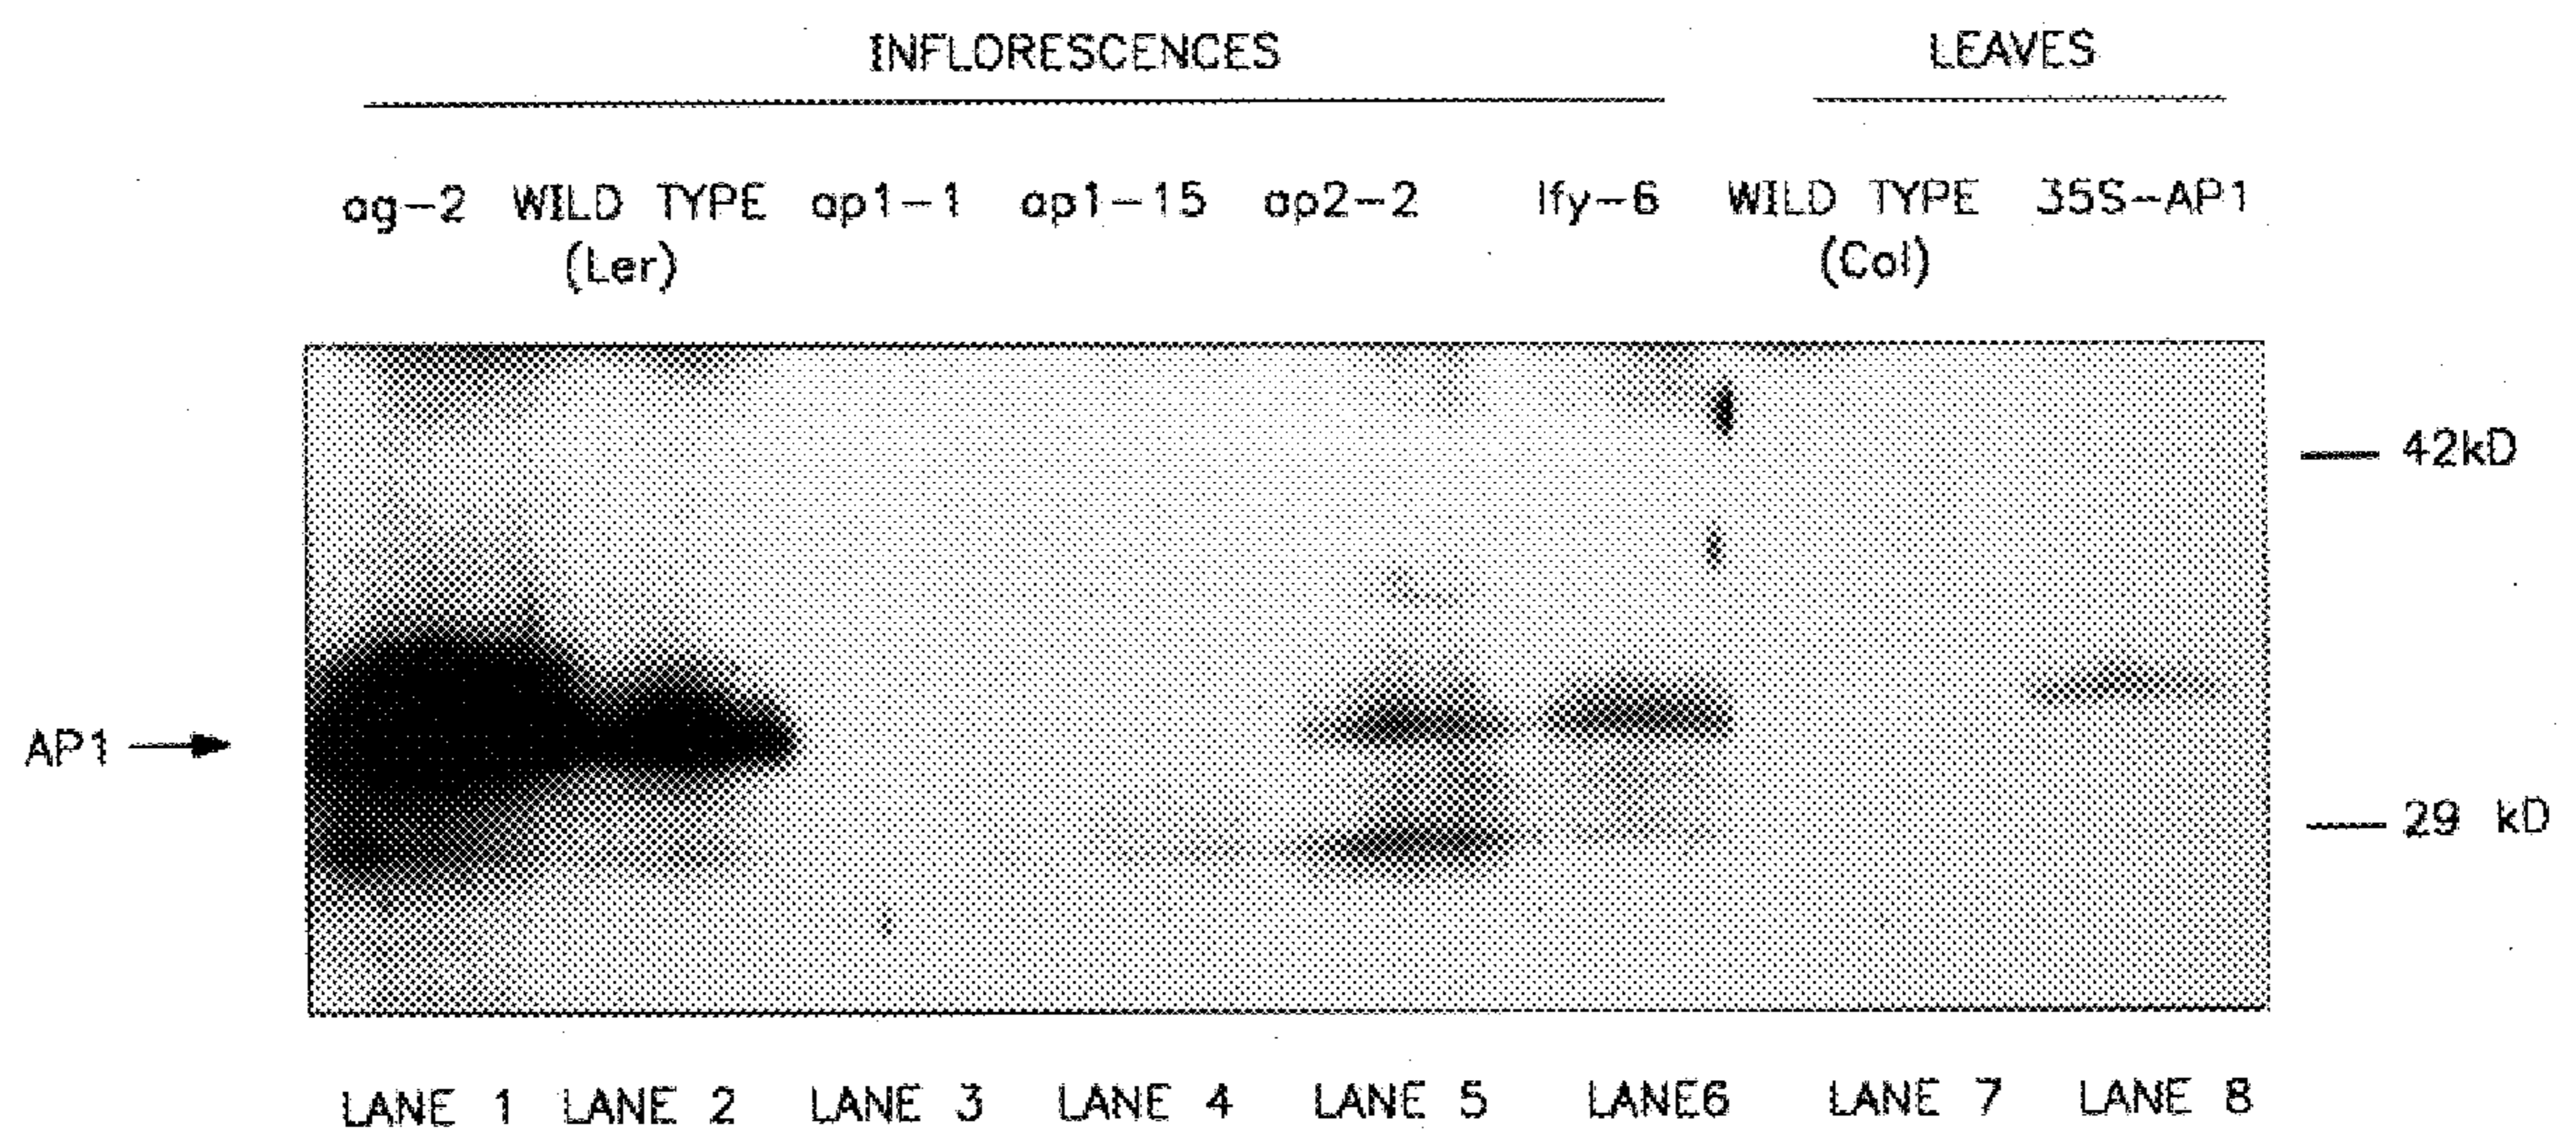 INFLORESCENCES LEAVES
ag-2 WILD TYPE ap1-1 ap1-15 ap2-2 lfy-6 WILD TYPE 35S-AP1
(Ler) (Col)
42kD
AP1
29 kD
LANE 1 LANE 2 LANE 3 LANE 4 LANE 5 LANE6 LANE 7 LANE 8